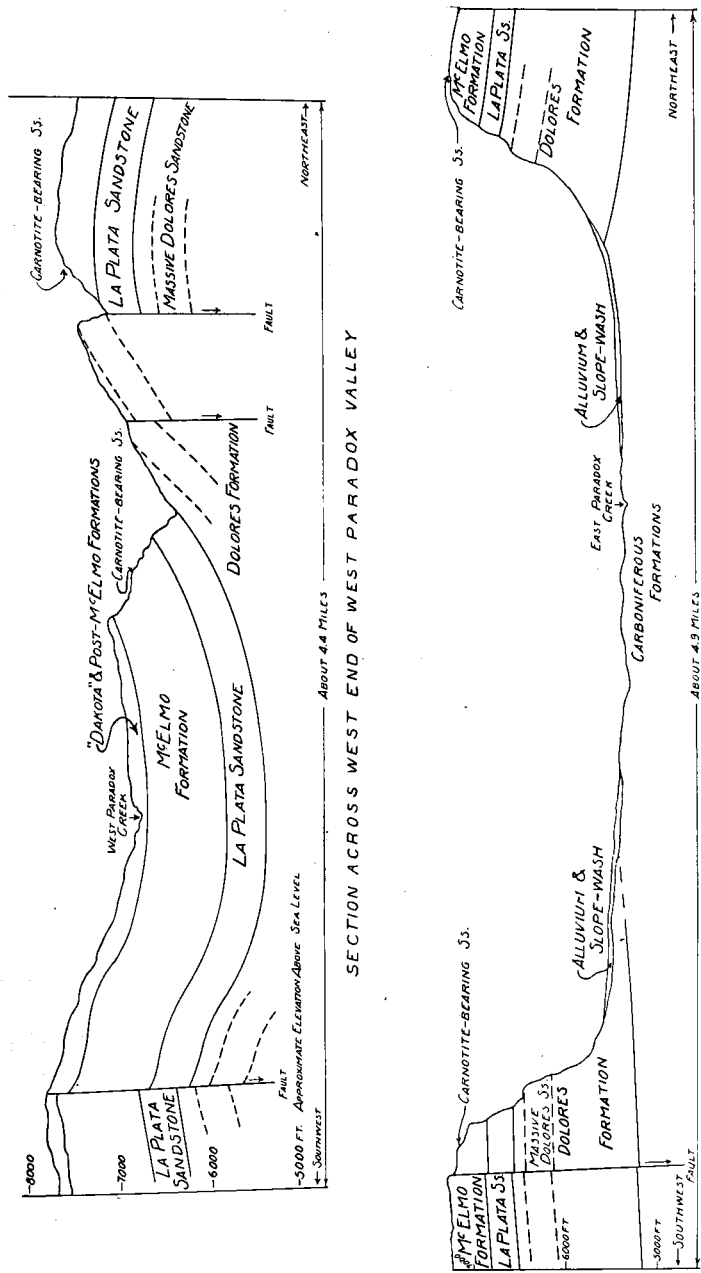 CARNOTITE-BEARING SS.
"DAKOTA" & POST-McELMO FORMATIONS
CARNOTITE-BEARING SS.
WEST PARADOX
CREEK
-8000
-7000
-6000
-5000 FT. APPROXIMATE ELEVATION ABOVE SEA LEVEL
LA PLATA
SANDSTONE
FAULT
McELMO
FORMATION
LA PLATA SANDSTONE
DOLORES FORMATION
FAULT
FAULT
LA PLATA SANDSTONE
MASSIVE DOLORES SANDSTONE
SOUTHWEST
NORTHEAST
ABOUT 4.4 MILES
SECTION ACROSS WEST END OF WEST PARADOX VALLEY
CARNOTITE-BEARING SS.
CARNOTITE-BEARING SS.
McELMO
FORMATION
LA PLATA SS.
MASSIVE
DOLORES SS.
DOLORES
FORMATION
-6000 FT
-5000 FT
SOUTHWEST
FAULT
ALLUVIUM &
SLOPE-WASH
EAST PARADOX
CREEK
CARBONIFEROUS
FORMATIONS
ALLUVIUM &
SLOPE-WASH
McELMO
FORMATION
LA PLATA SS.
DOLORES
FORMATION
NORTHEAST
ABOUT 4.9 MILES